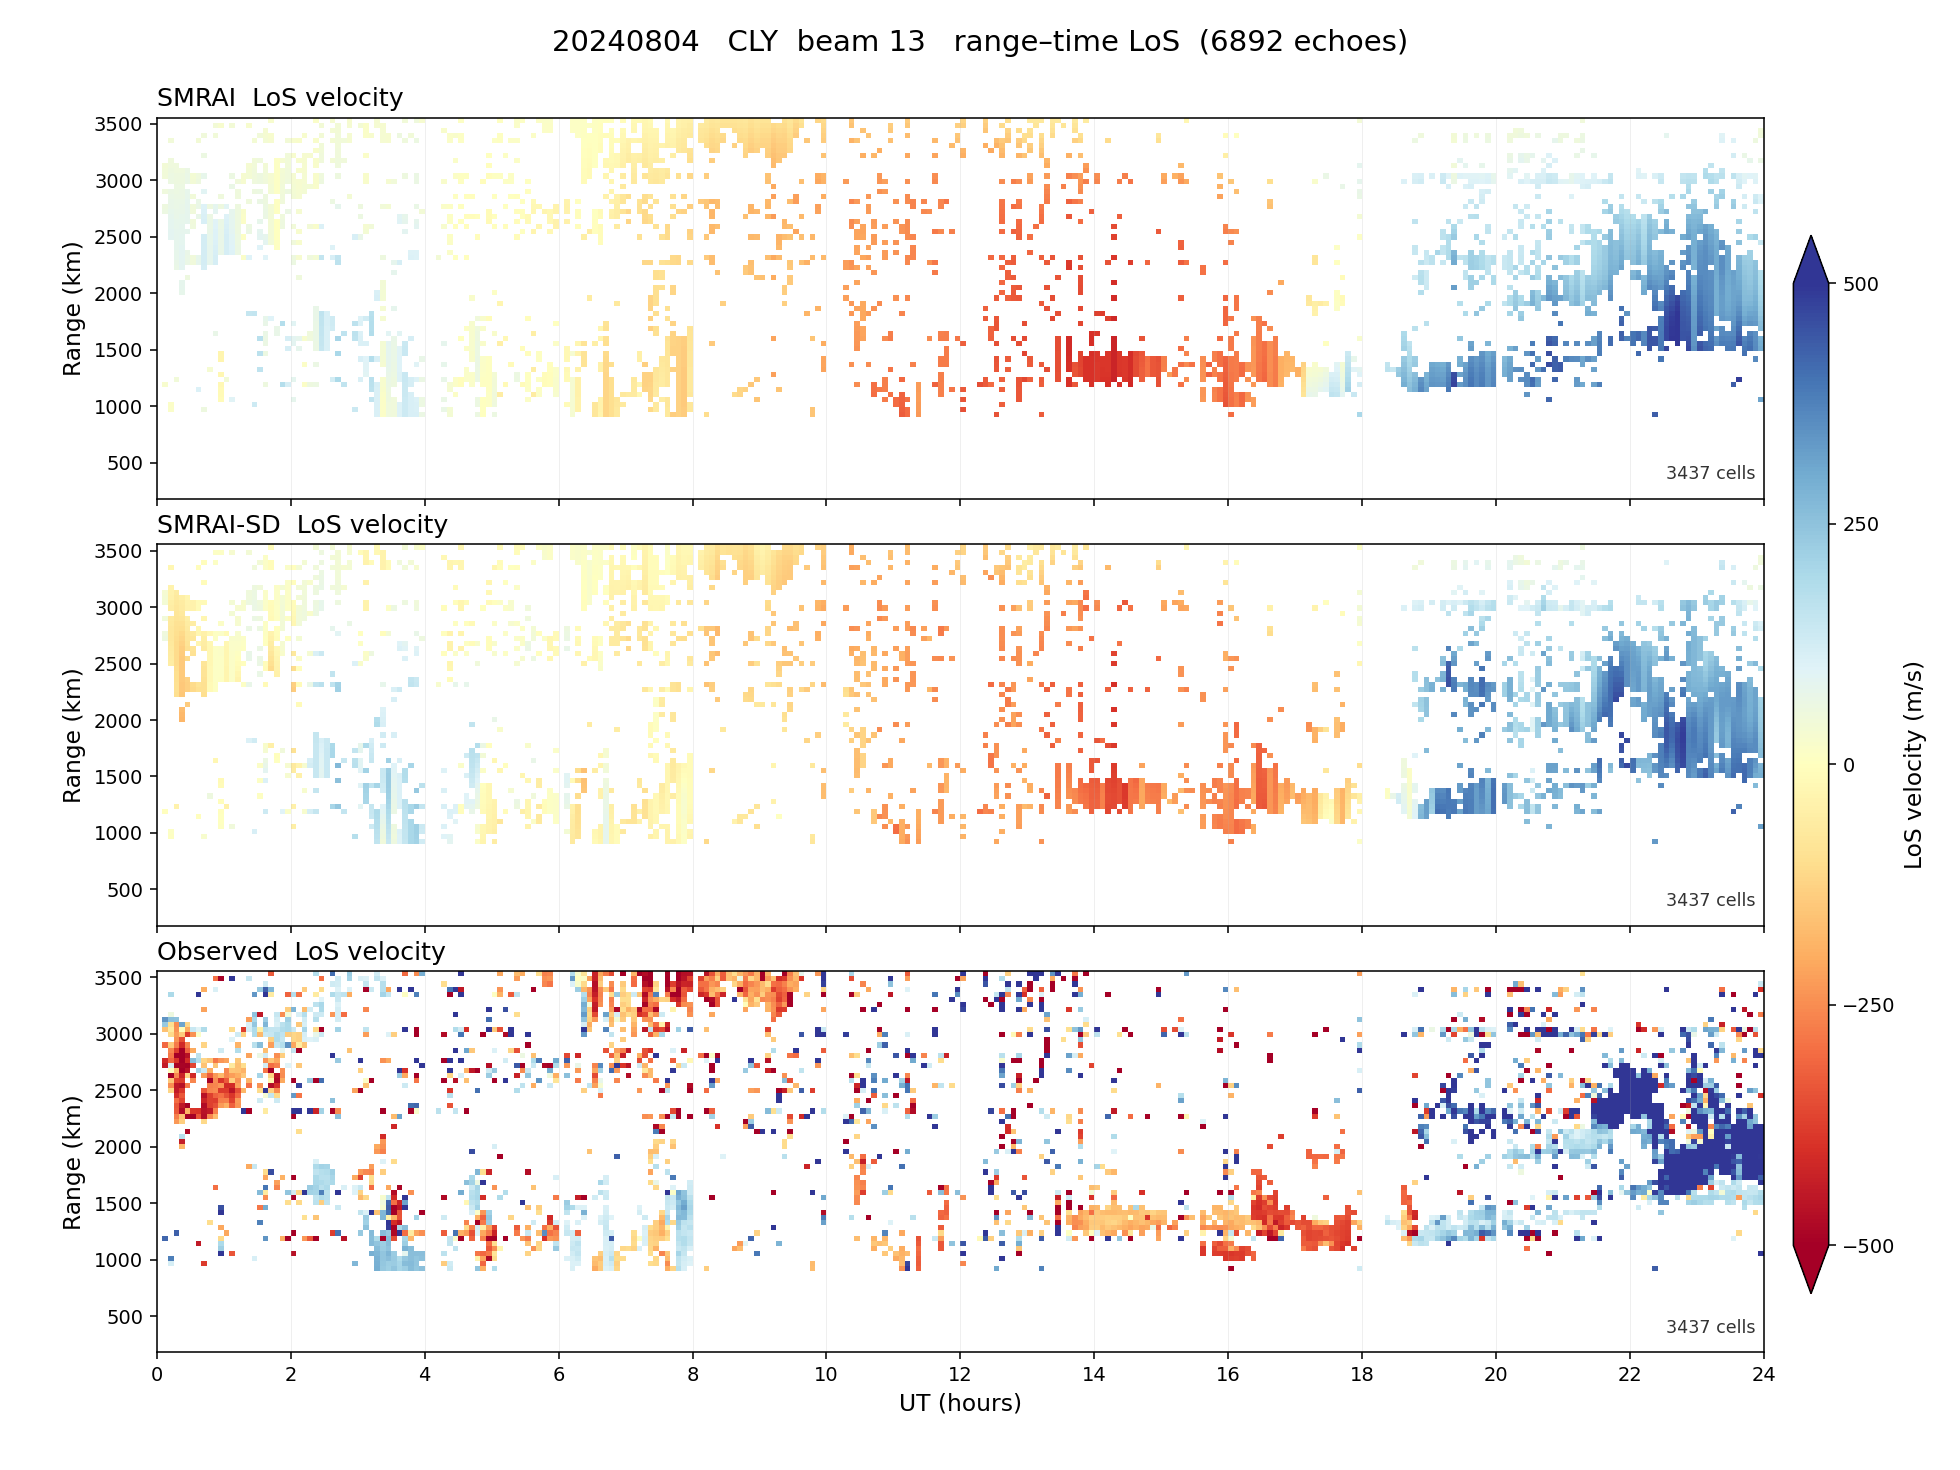 20240804   CLY  beam 13   range–time LoS  (6892 echoes)
SMRAI  LoS velocity
3500
3000
2500
2000
1500
1000
500
Range (km)
3437 cells
SMRAI-SD  LoS velocity
3500
3000
2500
2000
1500
1000
500
Range (km)
3437 cells
Observed  LoS velocity
3500
3000
2500
2000
1500
1000
500
Range (km)
3437 cells
0 2 4 6 8 10 12 14 16 18 20 22 24
UT (hours)
500
250
0
−250
−500
LoS velocity (m/s)